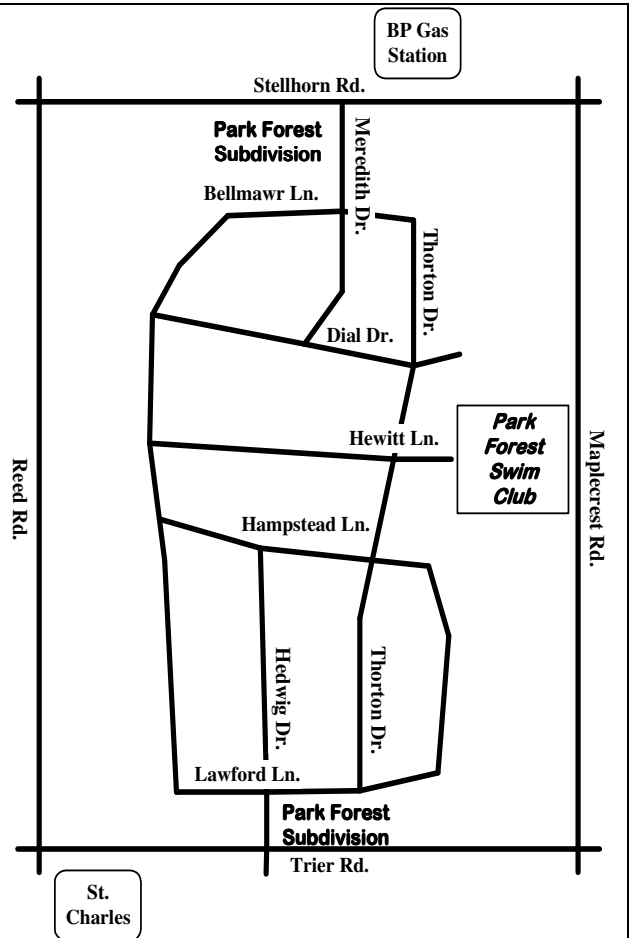 BP Gas
Station
Stellhorn Rd.
Park Forest
Subdivision
Meredith Dr.
Bellmawr Ln.
Thorton Dr.
Dial Dr.
Hewitt Ln.
Park
Forest
Swim
Club
Maplecrest Rd.
Reed Rd.
Hampstead Ln.
Hedwig Dr.
Thorton Dr.
Lawford Ln.
Park Forest
Subdivision
Trier Rd.
St.
Charles